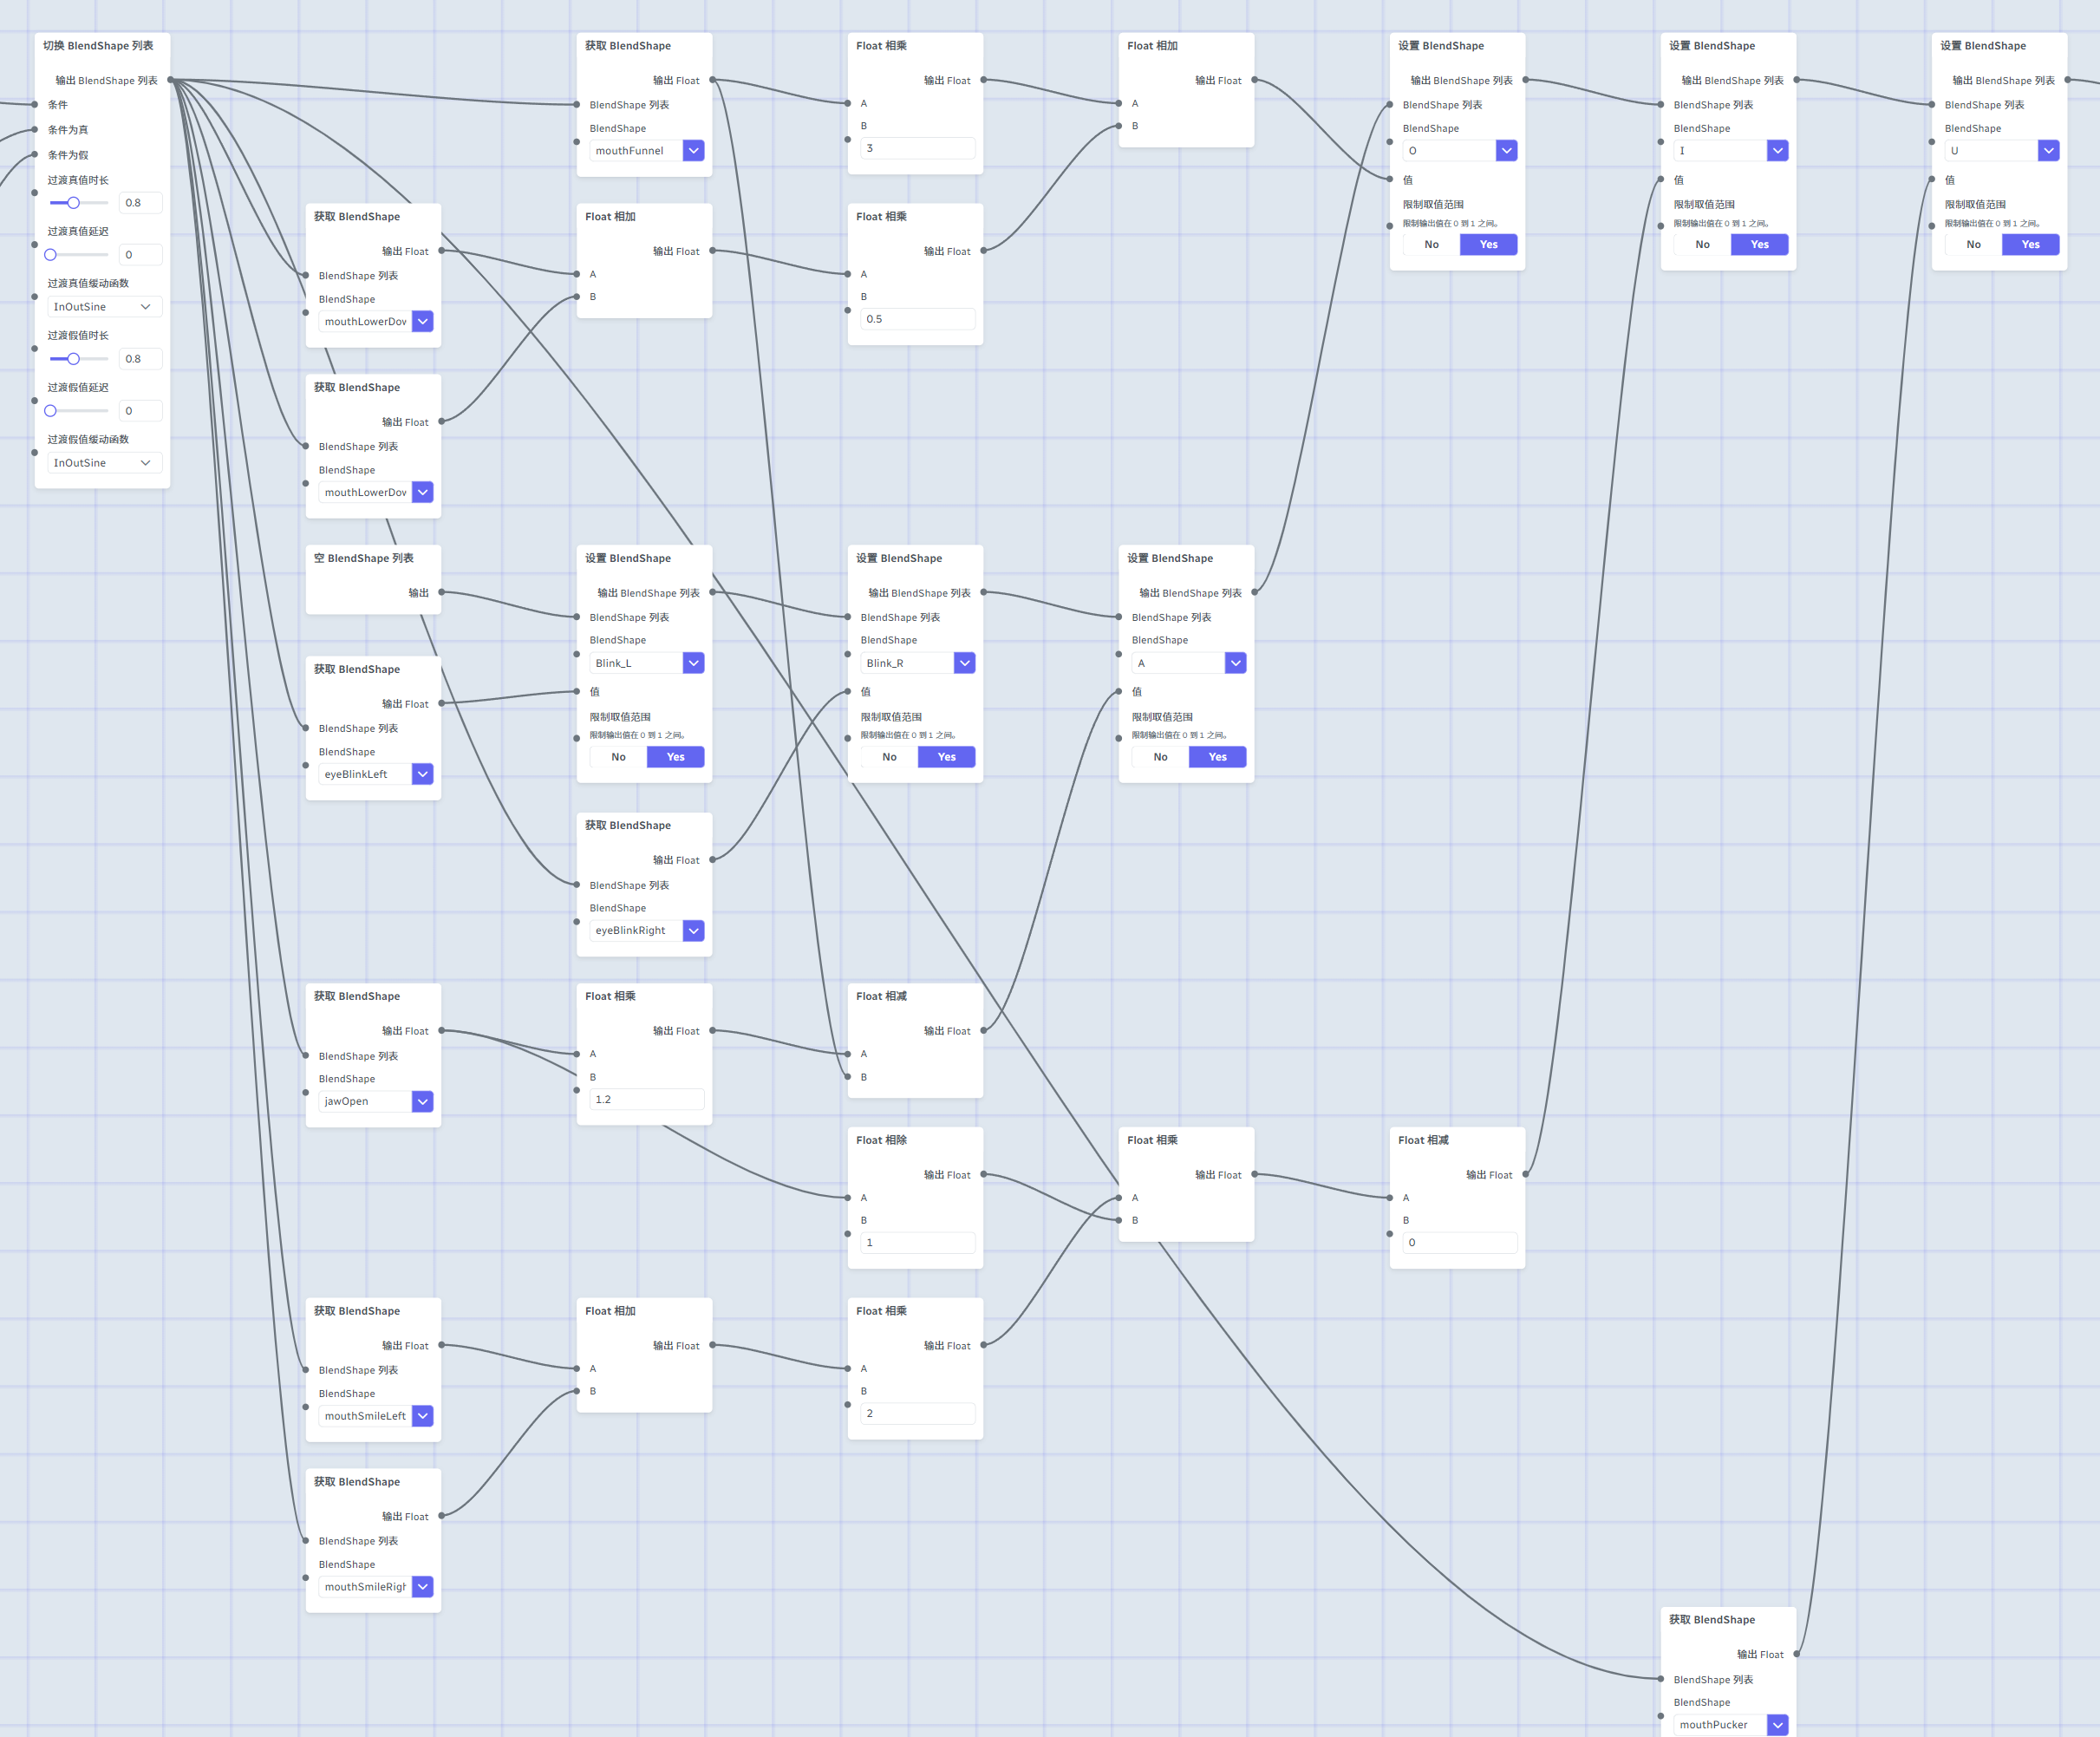 切换 BlendShape 列表
输出 BlendShape 列表
条件
条件为真
条件为假
过渡真值时长
0.8
过渡真值延迟
0
过渡真值缓动函数
InOutSine
过渡假值时长
0.8
过渡假值延迟
0
过渡假值缓动函数
InOutSine
获取 BlendShape
输出 Float
BlendShape 列表
BlendShape
mouthFunnel
Float 相乘
输出 Float
A
B
3
Float 相加
输出 Float
A
B
设置 BlendShape
输出 BlendShape 列表
BlendShape 列表
BlendShape
O
值
限制取值范围
限制输出值在 0 到 1 之间。
No Yes
设置 BlendShape
输出 BlendShape 列表
BlendShape 列表
BlendShape
I
值
限制取值范围
限制输出值在 0 到 1 之间。
No Yes
设置 BlendShape
输出 BlendShape 列表
BlendShape 列表
BlendShape
U
值
限制取值范围
限制输出值在 0 到 1 之间。
No Yes
获取 BlendShape
输出 Float
BlendShape 列表
BlendShape
mouthLowerDov
Float 相加
输出 Float
A
B
Float 相乘
输出 Float
A
B
0.5
获取 BlendShape
输出 Float
BlendShape 列表
BlendShape
mouthLowerDov
空 BlendShape 列表
输出
设置 BlendShape
输出 BlendShape 列表
BlendShape 列表
BlendShape
Blink_L
值
限制取值范围
限制输出值在 0 到 1 之间。
No Yes
设置 BlendShape
输出 BlendShape 列表
BlendShape 列表
BlendShape
Blink_R
值
限制取值范围
限制输出值在 0 到 1 之间。
No Yes
设置 BlendShape
输出 BlendShape 列表
BlendShape 列表
BlendShape
A
值
限制取值范围
限制输出值在 0 到 1 之间。
No Yes
获取 BlendShape
输出 Float
BlendShape 列表
BlendShape
eyeBlinkLeft
获取 BlendShape
输出 Float
BlendShape 列表
BlendShape
eyeBlinkRight
获取 BlendShape
输出 Float
BlendShape 列表
BlendShape
jawOpen
Float 相乘
输出 Float
A
B
1.2
Float 相减
输出 Float
A
B
Float 相除
输出 Float
A
B
1
Float 相乘
输出 Float
A
B
Float 相减
输出 Float
A
B
0
获取 BlendShape
输出 Float
BlendShape 列表
BlendShape
mouthSmileLeft
Float 相加
输出 Float
A
B
Float 相乘
输出 Float
A
B
2
获取 BlendShape
输出 Float
BlendShape 列表
BlendShape
mouthSmileRigh
获取 BlendShape
输出 Float
BlendShape 列表
BlendShape
mouthPucker